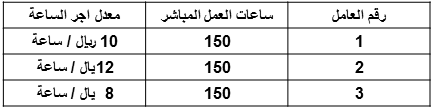 رقم العامل ساعات العمل المباشر معدل اجر الساعة
1 150 10 ريال / ساعة
2 150 12يال / ساعة
3 150 8 يال / ساعة